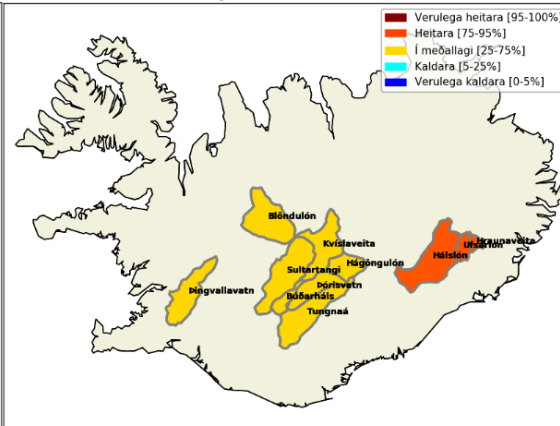 Verulega heitara [95-100%]
Heitara [75-95%]
Í meðallagi [25-75%]
Kaldara [5-25%]
Verulega kaldara [0-5%]
Blöndulón
Kvíslaveita
Hraunaveita
Ufsárlón
Hálslón
Hágöngulón
Sultartangi
Þórisvatn
Þingvallavatn
Búðarháls
Tungnaá